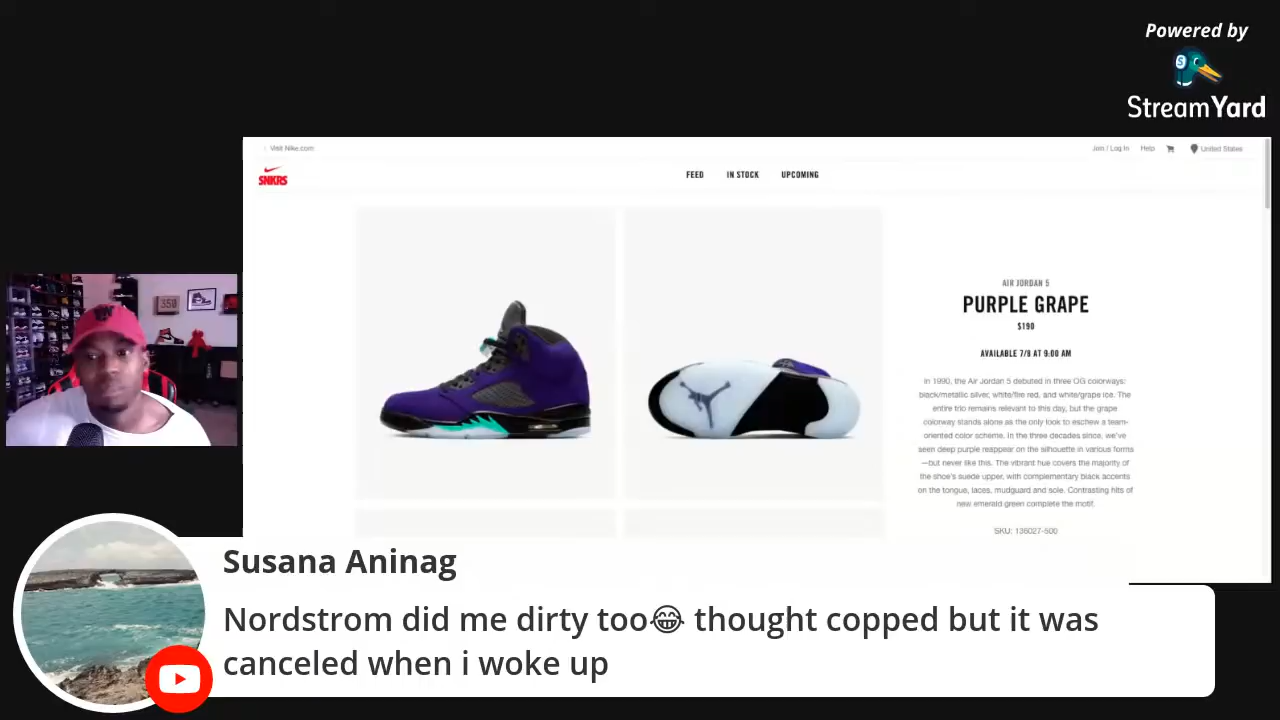 Powered by
StreamYard
Visit Nike.com
Join / Log In
Help
United States
SNKRS
FEED
IN STOCK
UPCOMING
350
AIR JORDAN 5
PURPLE GRAPE
$190
AVAILABLE 7/8 AT 9:00 AM
In 1990, the Air Jordan 5 debuted in three OG colorways:
black/metallic silver, white/fire red, and white/grape ice. The
entire trio remains relevant to this day, but the grape
colorway stands alone as the only look to eschew a team-
oriented color scheme. In the three decades since, we've
seen deep purple reappear on the silhouette in various forms
—but never like this. The vibrant hue covers the majority of
the shoe's suede upper, with complementary black accents
on the tongue, laces, mudguard and sole. Contrasting hits of
new emerald green complete the motif.
SKU: 136027-500
Susana Aninag
Nordstrom did me dirty too😂 thought copped but it was
canceled when i woke up